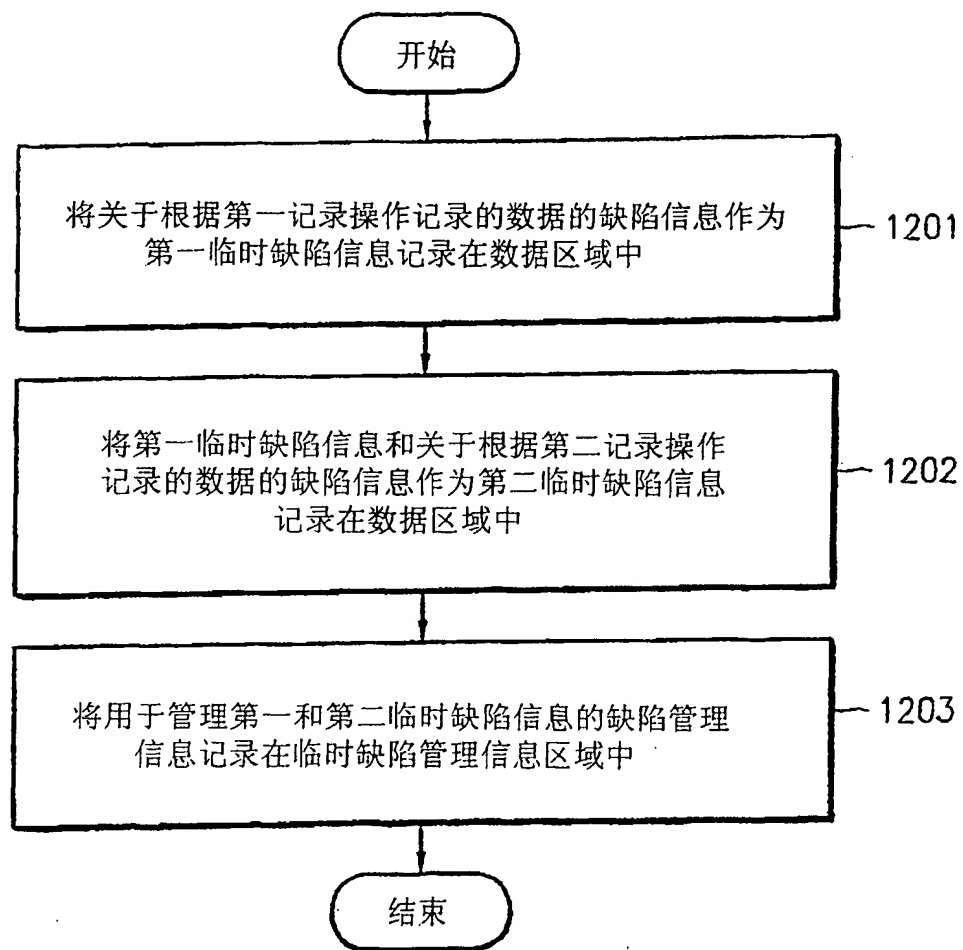 开始
将关于根据第一记录操作记录的数据的缺陷信息作为
第一临时缺陷信息记录在数据区域中
1201
将第一临时缺陷信息和关于根据第二记录操作
记录的数据的缺陷信息作为第二临时缺陷信息
记录在数据区域中
1202
将用于管理第一和第二临时缺陷信息的缺陷管理
信息记录在临时缺陷管理信息区域中
1203
结束